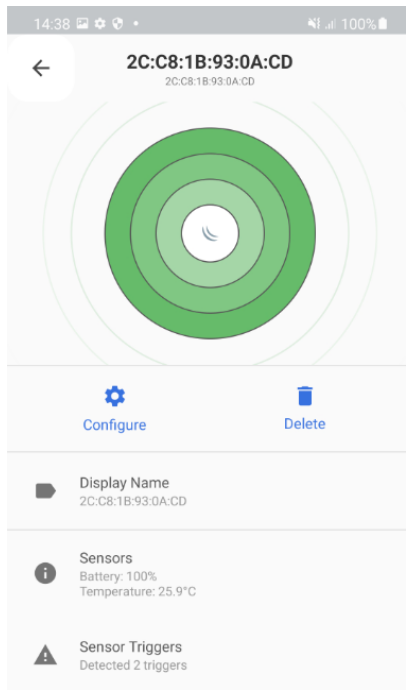 14:38 100%
2C:C8:1B:93:0A:CD
2C:C8:1B:93:0A:CD
Configure
Delete
Display Name
2C:C8:1B:93:0A:CD
Sensors
Battery: 100%
Temperature: 25.9°C
Sensor Triggers
Detected 2 triggers